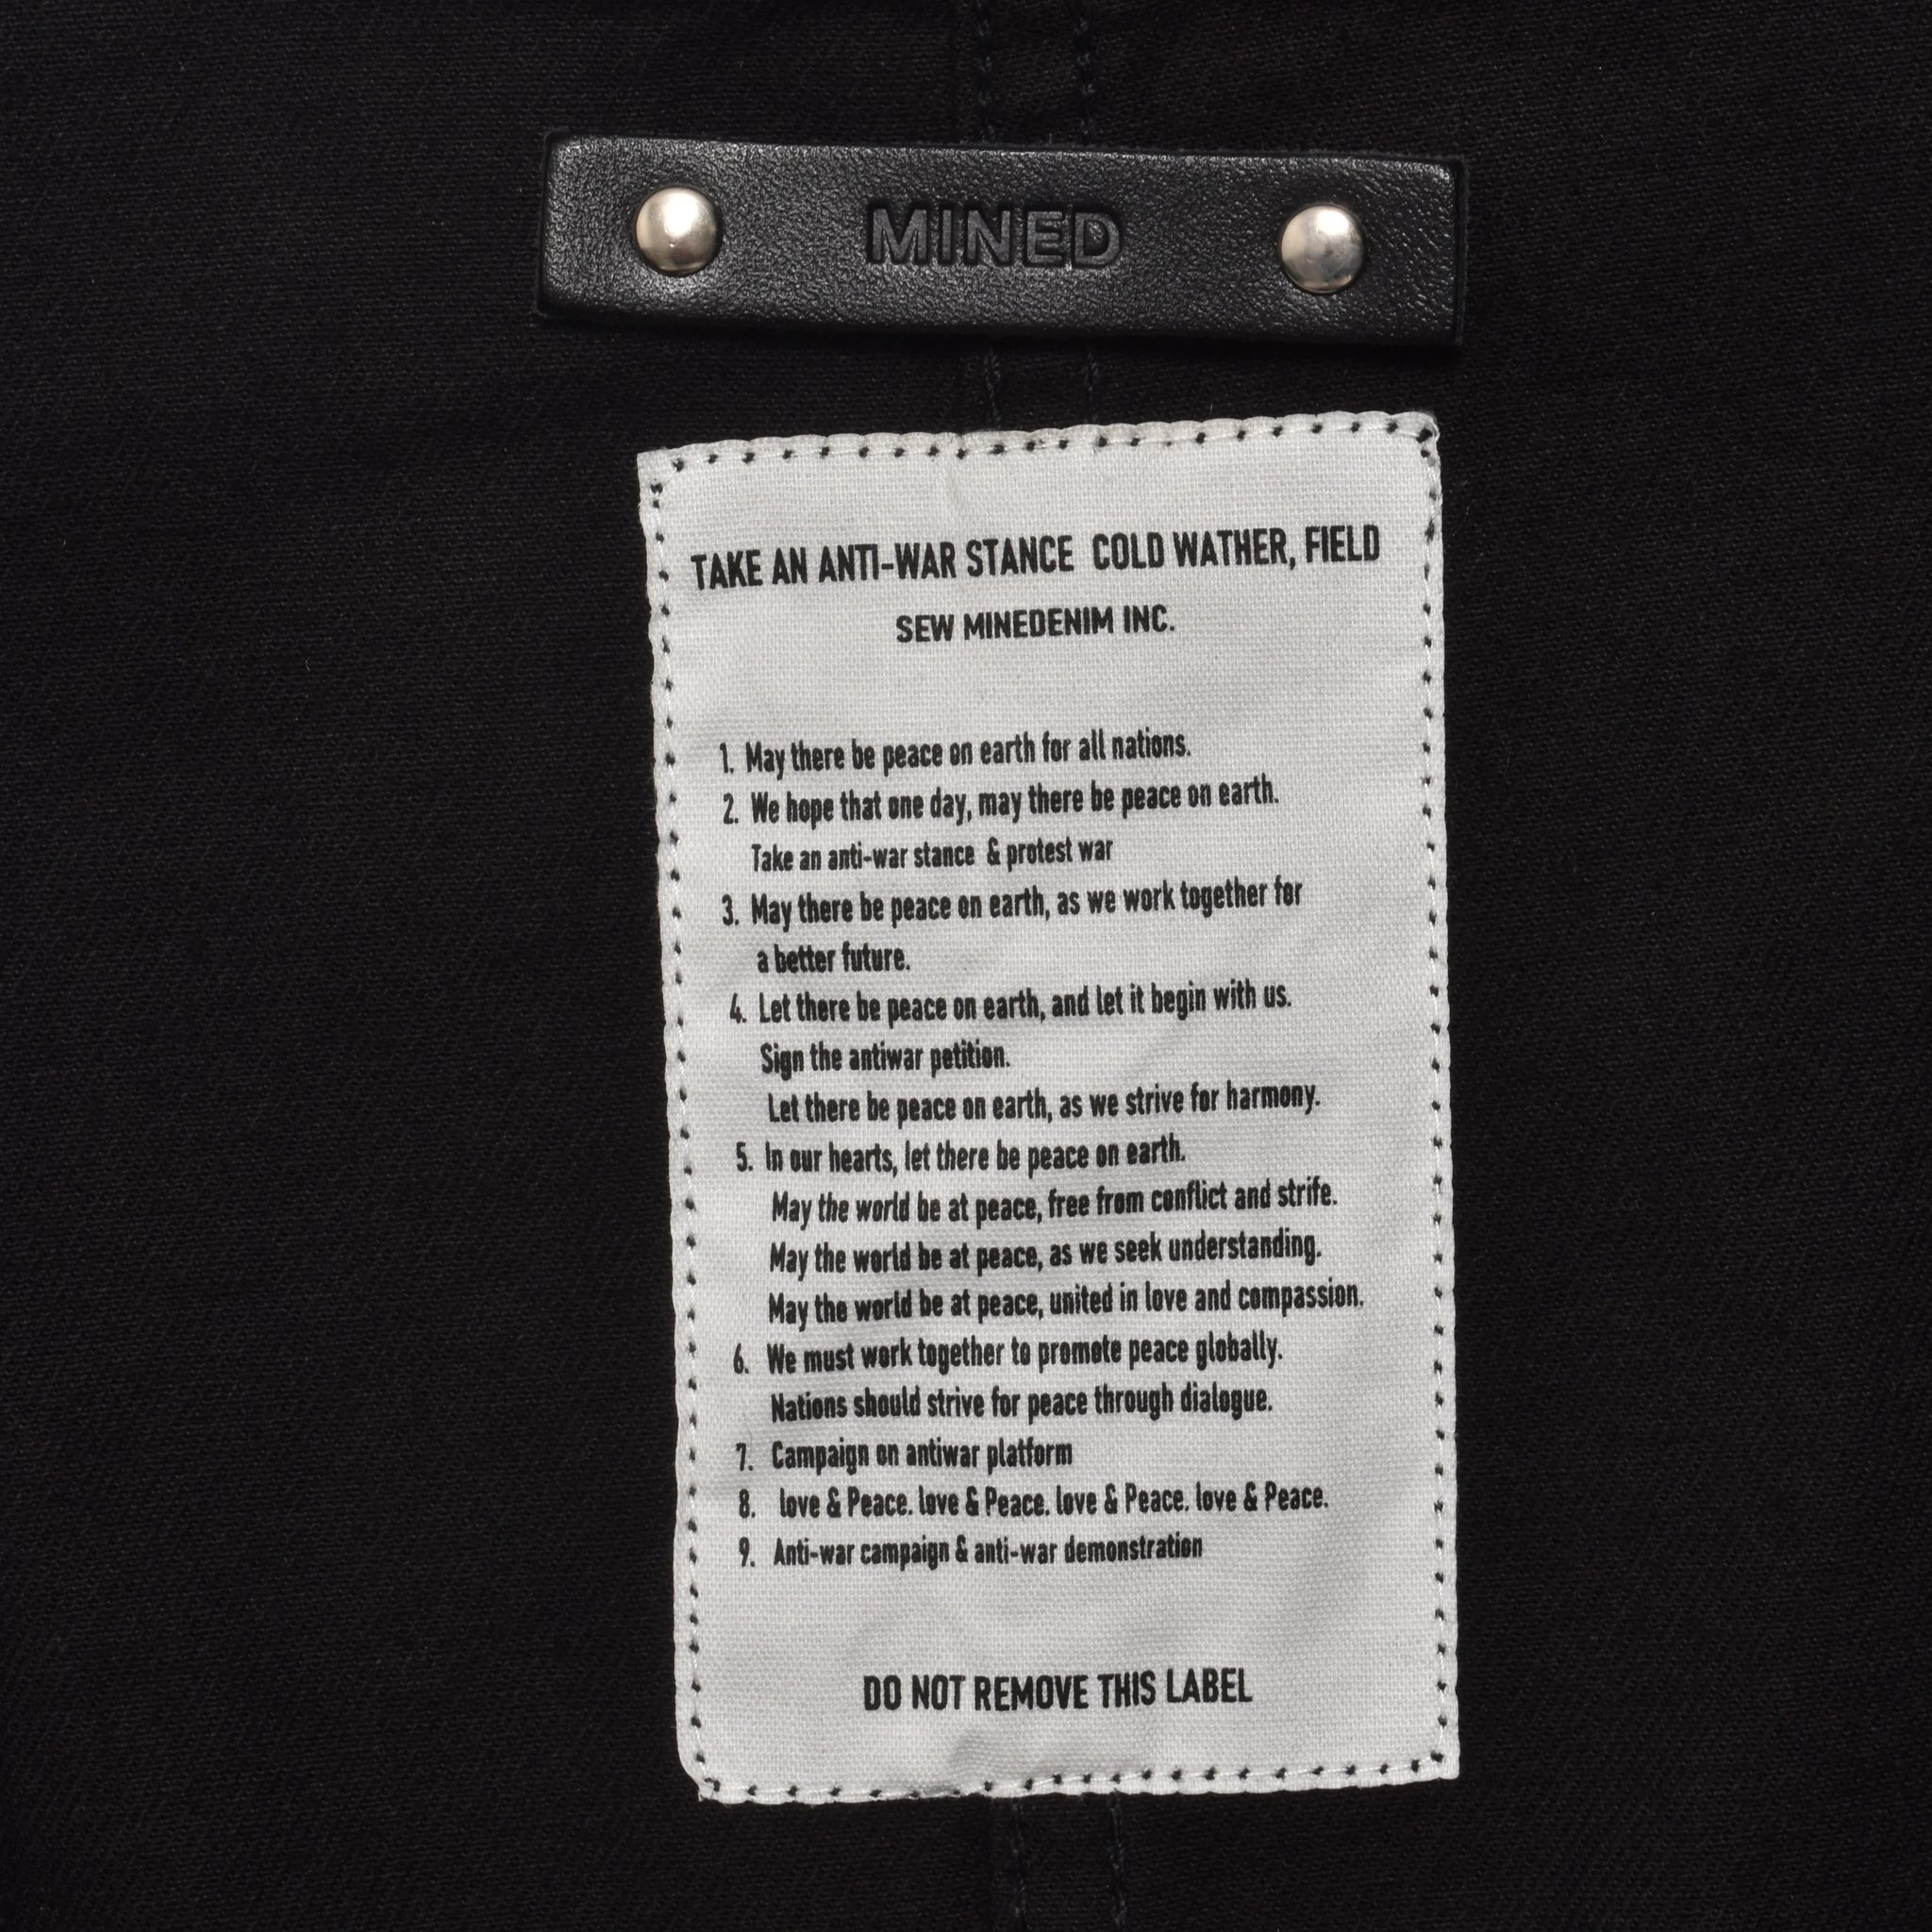 MINED
TAKE AN ANTI-WAR STANCE COLD WATHER, FIELD
SEW MINEDENIM INC.
1. May there be peace on earth for all nations.
2. We hope that one day, may there be peace on earth.
Take an anti-war stance & protest war
3. May there be peace on earth, as we work together for
a better future.
4. Let there be peace on earth, and let it begin with us.
Sign the antiwar petition.
Let there be peace on earth, as we strive for harmony.
5. In our hearts, let there be peace on earth.
May the world be at peace, free from conflict and strife.
May the world be at peace, as we seek understanding.
May the world be at peace, united in love and compassion.
6. We must work together to promote peace globally.
Nations should strive for peace through dialogue.
7. Campaign on antiwar platform
8. love & Peace. love & Peace. love & Peace. love & Peace.
9. Anti-war campaign & anti-war demonstration
DO NOT REMOVE THIS LABEL